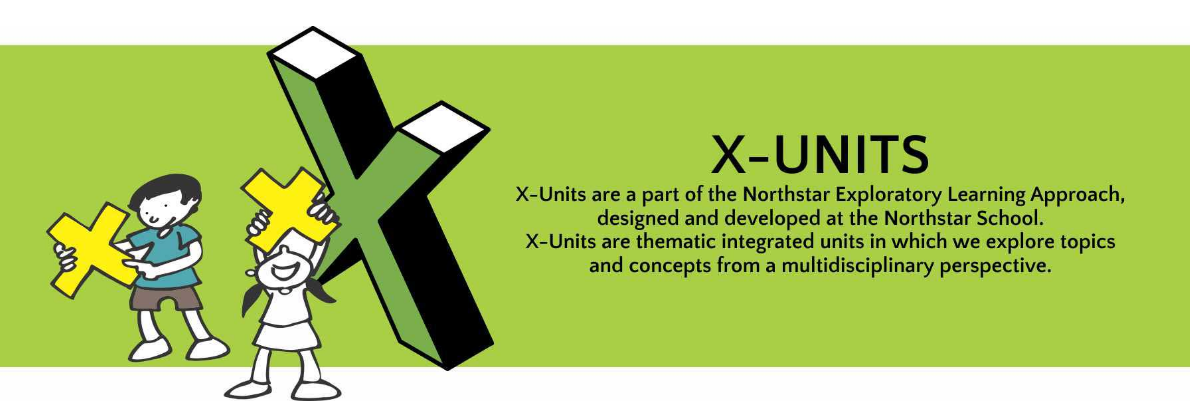 X-UNITS
X-Units are a part of the Northstar Exploratory Learning Approach,
designed and developed at the Northstar School.
X-Units are thematic integrated units in which we explore topics
and concepts from a multidisciplinary perspective.